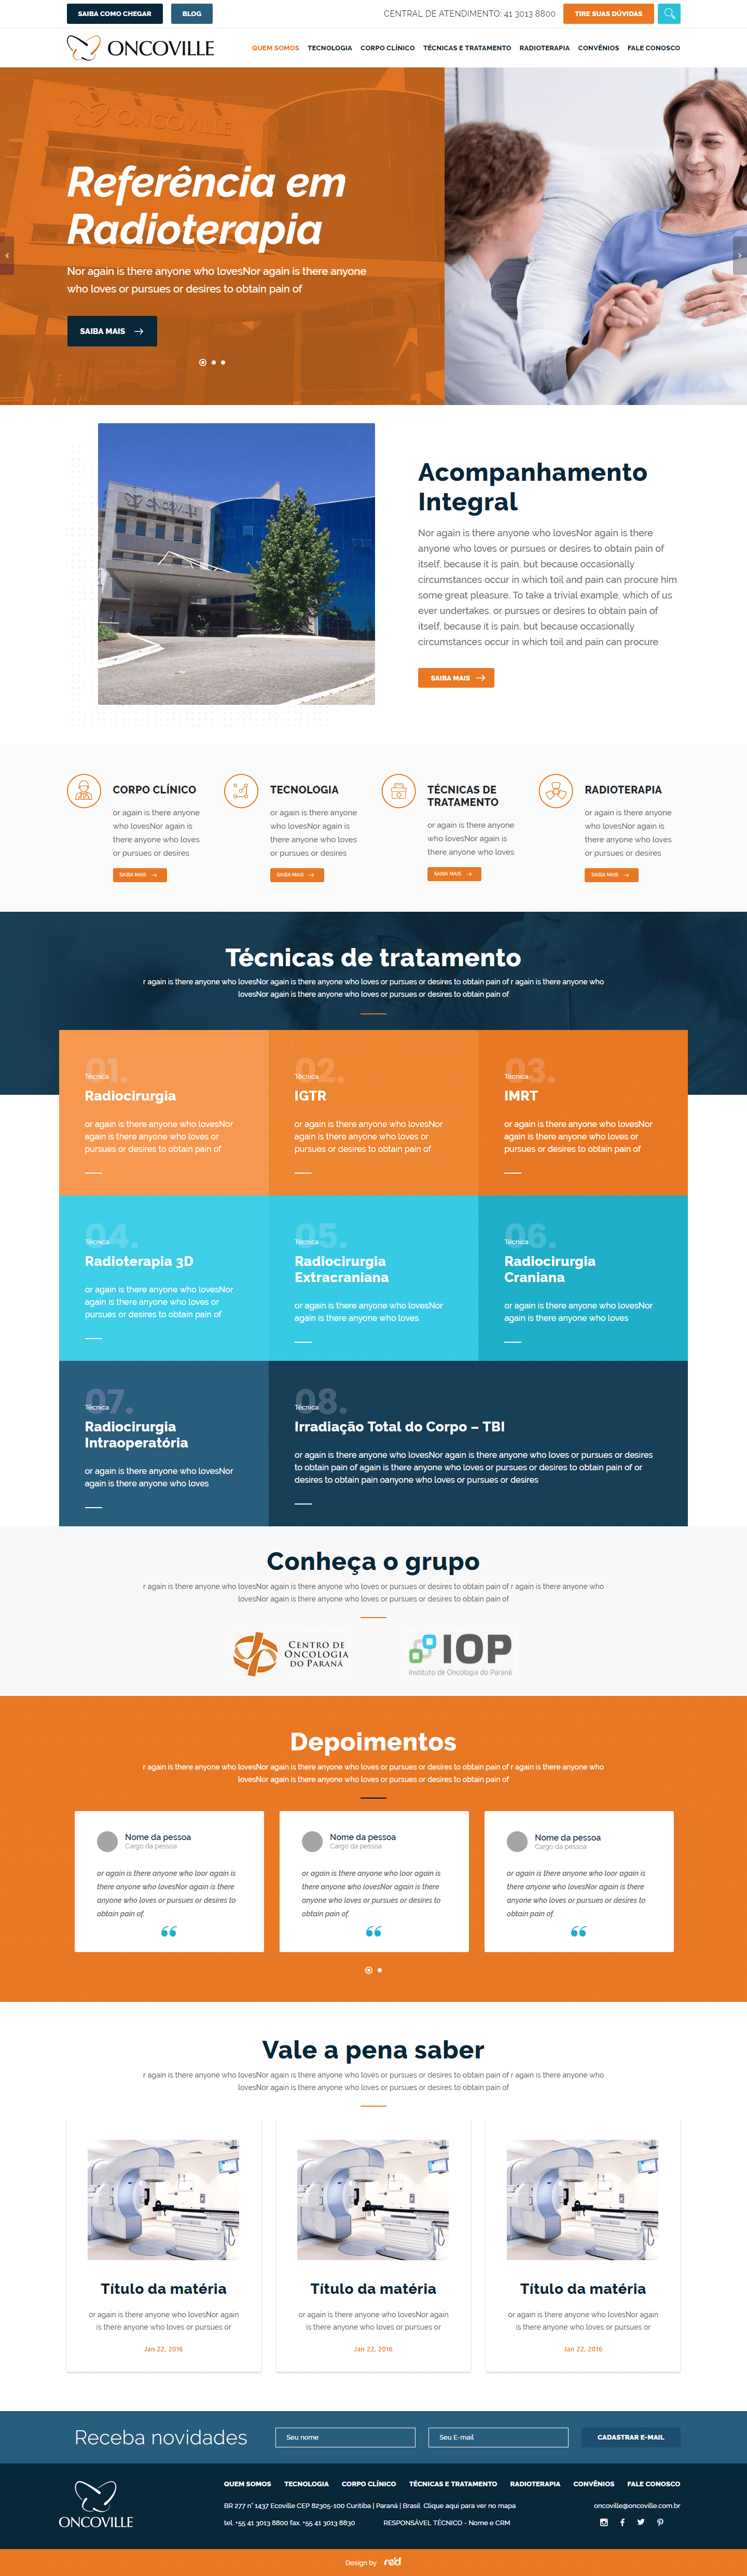 SAIBA COMO CHEGAR
BLOG
CENTRAL DE ATENDIMENTO: 41 3013 8800
TIRE SUAS DÚVIDAS
ONCOVILLE
QUEM SOMOS TECNOLOGIA CORPO CLÍNICO TÉCNICAS E TRATAMENTO RADIOTERAPIA CONVÊNIOS FALE CONOSCO
ONCOVILLE
Referência em
Radioterapia
Nor again is there anyone who lovesNor again is there anyone
who loves or pursues or desires to obtain pain of
SAIBA MAIS
ONCOVILLE
Acompanhamento
Integral
Nor again is there anyone who lovesNor again is there
anyone who loves or pursues or desires to obtain pain of
itself, because it is pain, but because occasionally
circumstances occur in which toil and pain can procure him
some great pleasure. To take a trivial example, which of us
ever undertakes, or pursues or desires to obtain pain of
itself, because it is pain, but because occasionally
circumstances occur in which toil and pain can procure
SAIBA MAIS
CORPO CLÍNICO
or again is there anyone
who lovesNor again is
there anyone who loves
or pursues or desires
SAIBA MAIS
TECNOLOGIA
or again is there anyone
who lovesNor again is
there anyone who loves
or pursues or desires
SAIBA MAIS
TÉCNICAS DE
TRATAMENTO
or again is there anyone
who lovesNor again is
there anyone who loves
SAIBA MAIS
RADIOTERAPIA
or again is there anyone
who lovesNor again is
there anyone who loves
or pursues or desires
SAIBA MAIS
Técnicas de tratamento
r again is there anyone who lovesNor again is there anyone who loves or pursues or desires to obtain pain of r again is there anyone who
lovesNor again is there anyone who loves or pursues or desires to obtain pain of
01.
Técnica
Radiocirurgia
or again is there anyone who lovesNor
again is there anyone who loves or
pursues or desires to obtain pain of
02.
Técnica
IGTR
or again is there anyone who lovesNor
again is there anyone who loves or
pursues or desires to obtain pain of
03.
Técnica
IMRT
or again is there anyone who lovesNor
again is there anyone who loves or
pursues or desires to obtain pain of
04.
Técnica
Radioterapia 3D
or again is there anyone who lovesNor
again is there anyone who loves or
pursues or desires to obtain pain of
05.
Técnica
Radiocirurgia
Extracraniana
or again is there anyone who lovesNor
again is there anyone who loves
06.
Técnica
Radiocirurgia
Craniana
or again is there anyone who lovesNor
again is there anyone who loves
07.
Técnica
Radiocirurgia
Intraoperatória
or again is there anyone who lovesNor
again is there anyone who loves
08.
Técnica
Irradiação Total do Corpo – TBI
or again is there anyone who lovesNor again is there anyone who loves or pursues or desires
to obtain pain of again is there anyone who loves or pursues or desires to obtain pain of or
desires to obtain pain oanyone who loves or pursues or desires
Conheça o grupo
r again is there anyone who lovesNor again is there anyone who loves or pursues or desires to obtain pain of r again is there anyone who
lovesNor again is there anyone who loves or pursues or desires to obtain pain of
CENTRO DE
ONCOLOGIA
DO PARANÁ
IOP
Instituto de Oncologia do Paraná
Depoimentos
r again is there anyone who lovesNor again is there anyone who loves or pursues or desires to obtain pain of r again is there anyone who
lovesNor again is there anyone who loves or pursues or desires to obtain pain of
Nome da pessoa
Cargo da pessoa
or again is there anyone who loor again is
there anyone who lovesNor again is there
anyone who loves or pursues or desires to
obtain pain of.
Nome da pessoa
Cargo da pessoa
or again is there anyone who loor again is
there anyone who lovesNor again is there
anyone who loves or pursues or desires to
obtain pain of.
Nome da pessoa
Cargo da pessoa
or again is there anyone who loor again is
there anyone who lovesNor again is there
anyone who loves or pursues or desires to
obtain pain of.
Vale a pena saber
r again is there anyone who lovesNor again is there anyone who loves or pursues or desires to obtain pain of r again is there anyone who
lovesNor again is there anyone who loves or pursues or desires to obtain pain of
Título da matéria
or again is there anyone who lovesNor again
is there anyone who loves or pursues or
Jan 22, 2016
Título da matéria
or again is there anyone who lovesNor again
is there anyone who loves or pursues or
Jan 22, 2016
Título da matéria
or again is there anyone who lovesNor again
is there anyone who loves or pursues or
Jan 22, 2016
Receba novidades
Seu nome
Seu E-mail
CADASTRAR E-MAIL
ONCOVILLE
QUEM SOMOS TECNOLOGIA CORPO CLÍNICO TÉCNICAS E TRATAMENTO RADIOTERAPIA CONVÊNIOS FALE CONOSCO
BR 277 n° 1437 Ecoville CEP 82305-100 Curitiba | Paraná | Brasil Clique aqui para ver no mapa
oncoville@oncoville.com.br
tel. +55 41 3013 8800 fax. +55 41 3013 8830
RESPONSÁVEL TÉCNICO - Nome e CRM
Design by red